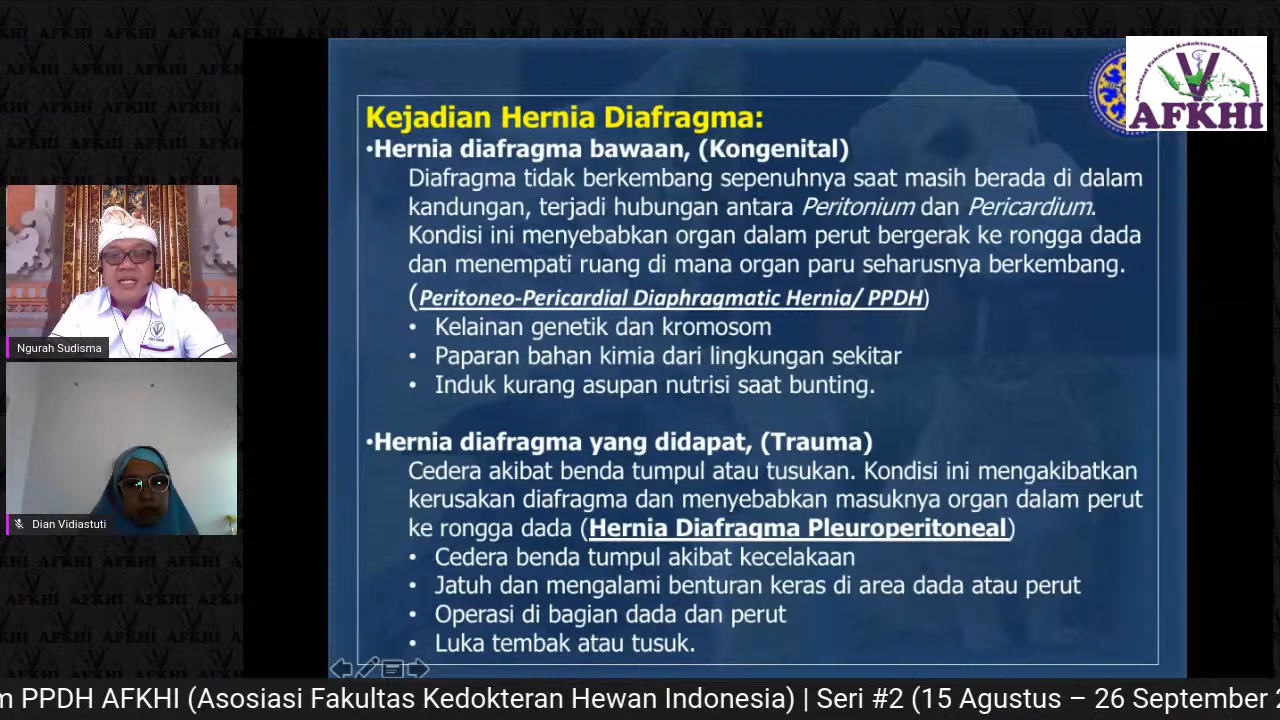 Kejadian Hernia Diafragma:
•Hernia diafragma bawaan, (Kongenital)
Diafragma tidak berkembang sepenuhnya saat masih berada di dalam
kandungan, terjadi hubungan antara Peritonium dan Pericardium.
Kondisi ini menyebabkan organ dalam perut bergerak ke rongga dada
dan menempati ruang di mana organ paru seharusnya berkembang.
(Peritoneo-Pericardial Diaphragmatic Hernia/ PPDH)
• Kelainan genetik dan kromosom
• Paparan bahan kimia dari lingkungan sekitar
• Induk kurang asupan nutrisi saat bunting.
•Hernia diafragma yang didapat, (Trauma)
Cedera akibat benda tumpul atau tusukan. Kondisi ini mengakibatkan
kerusakan diafragma dan menyebabkan masuknya organ dalam perut
ke rongga dada (Hernia Diafragma Pleuroperitoneal)
• Cedera benda tumpul akibat kecelakaan
• Jatuh dan mengalami benturan keras di area dada atau perut
• Operasi di bagian dada dan perut
• Luka tembak atau tusuk.
AFKHI
Ngurah Sudisma
Dian Vidiastuti
m PPDH AFKHI (Asosiasi Fakultas Kedokteran Hewan Indonesia) | Seri #2 (15 Agustus – 26 September 2